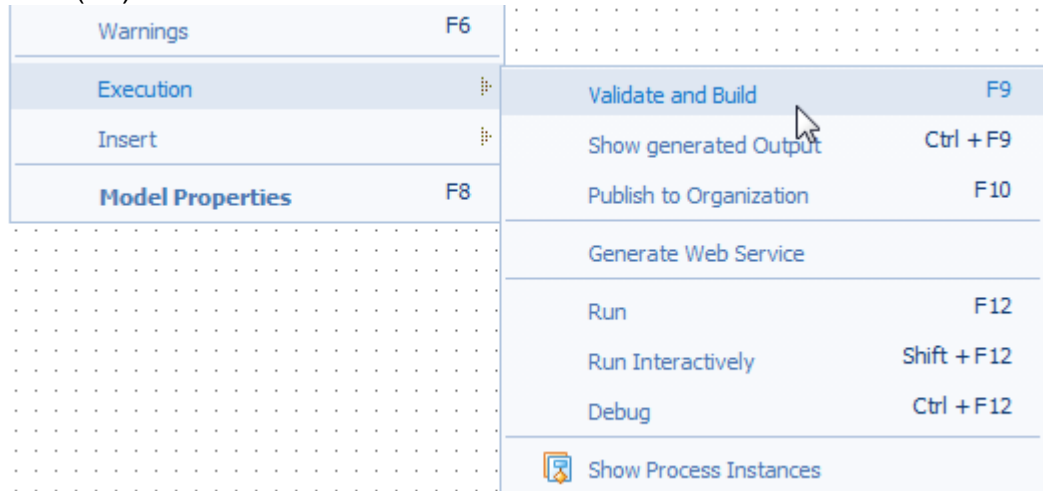 Warnings F6
Execution
Insert
Model Properties F8
Validate and Build F9
Show generated Output Ctrl + F9
Publish to Organization F10
Generate Web Service
Run F12
Run Interactively Shift + F12
Debug Ctrl + F12
Show Process Instances